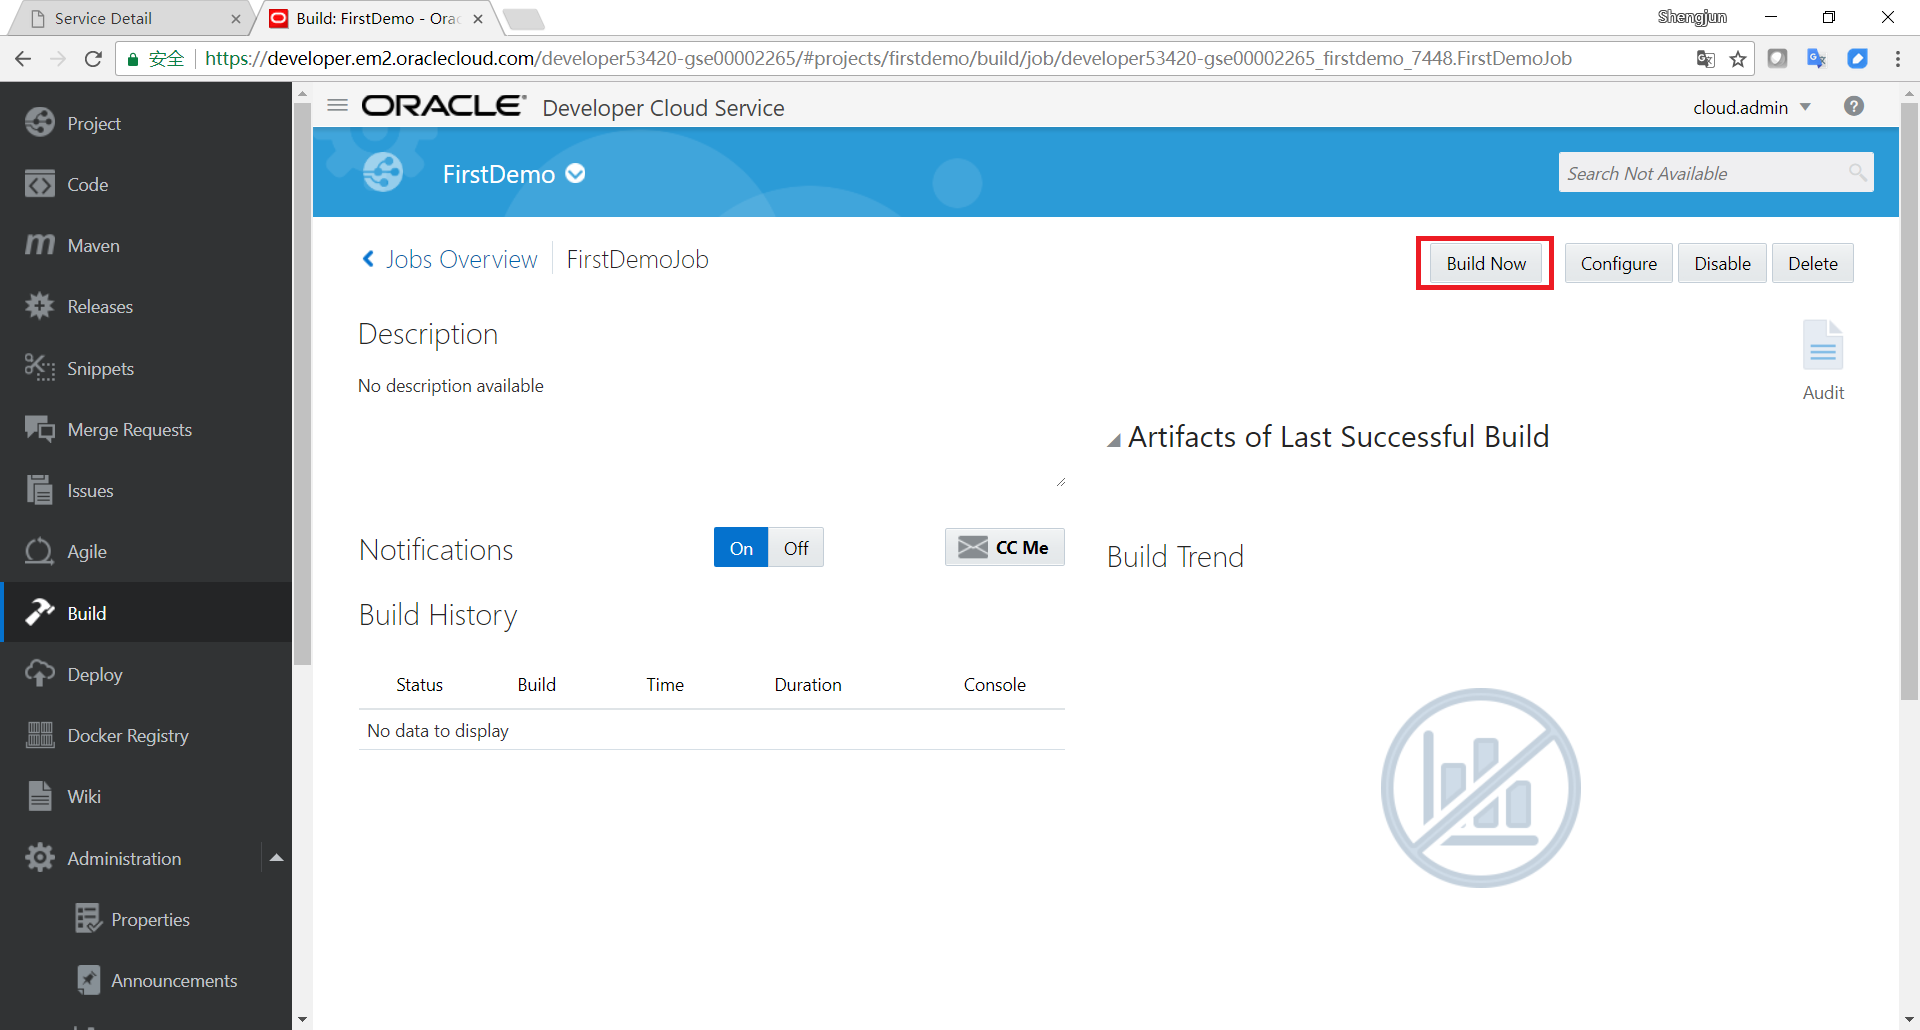 Service Detail
Build: FirstDemo - Orac
Shengjun
安全 https://developer.em2.oraclecloud.com/developer53420-gse00002265/#projects/firstdemo/build/job/developer53420-gse00002265_firstdemo_7448.FirstDemoJob
ORACLE Developer Cloud Service
cloud.admin
FirstDemo
Search Not Available
Project
Code
Maven
Releases
Snippets
Merge Requests
Issues
Agile
Build
Deploy
Docker Registry
Wiki
Administration
Properties
Announcements
Jobs Overview
FirstDemoJob
Build Now
Configure
Disable
Delete
Description
No description available
Audit
Artifacts of Last Successful Build
Notifications
On
Off
CC Me
Build Trend
Build History
Status
Build
Time
Duration
Console
No data to display